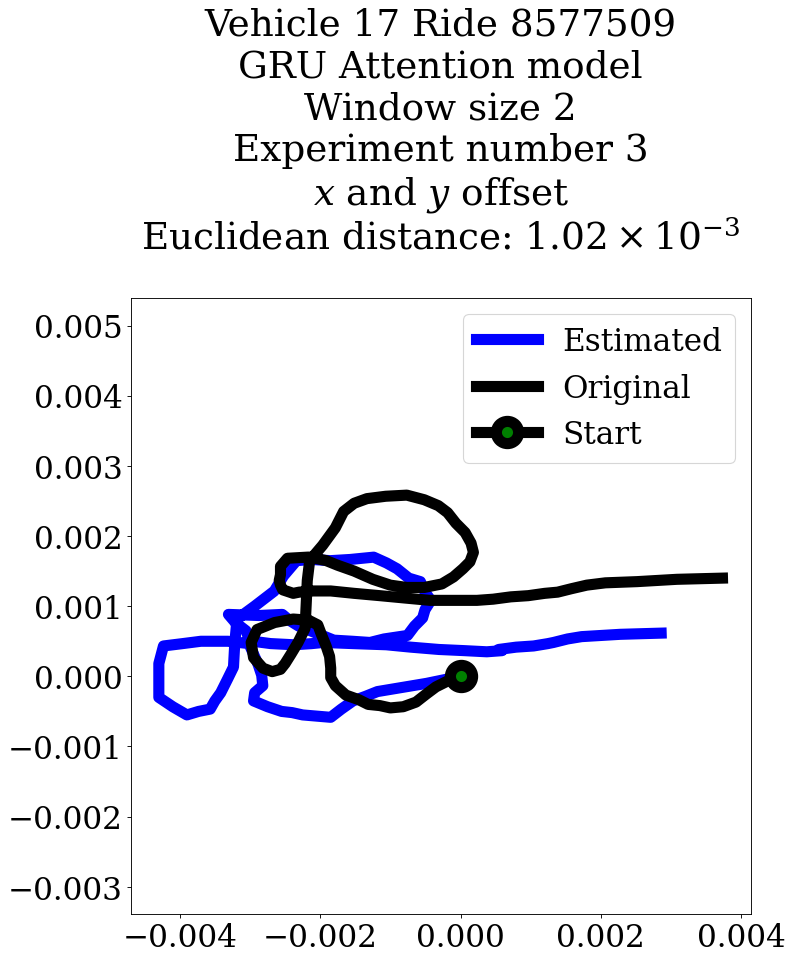 Vehicle 17 Ride 8577509
GRU Attention model
Window size 2
Experiment number 3
x and y offset
Euclidean distance: 1.02 × 10⁻³
Estimated
Original
Start
0.005
0.004
0.003
0.002
0.001
0.000
−0.001
−0.002
−0.003
−0.004 −0.002 0.000 0.002 0.004